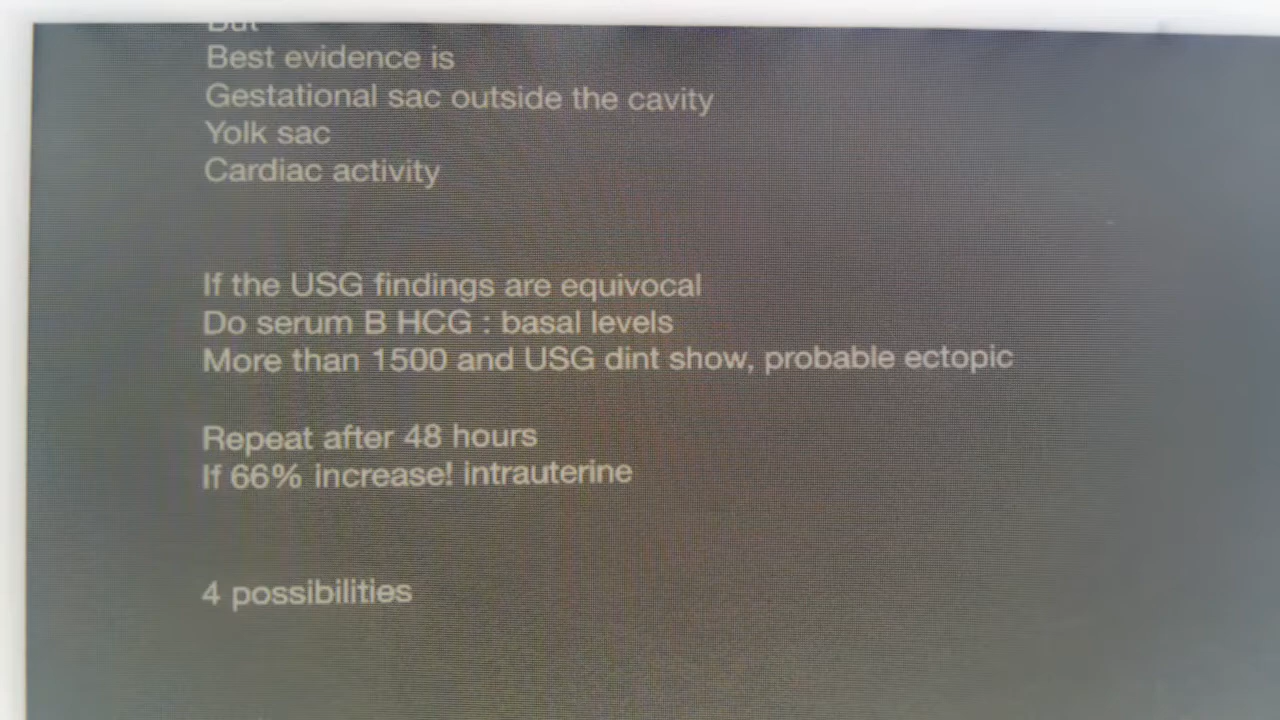 But
Best evidence is
Gestational sac outside the cavity
Yolk sac
Cardiac activity
If the USG findings are equivocal
Do serum B HCG : basal levels
More than 1500 and USG dint show, probable ectopic
Repeat after 48 hours
If 66% increase! intrauterine
4 possibilities